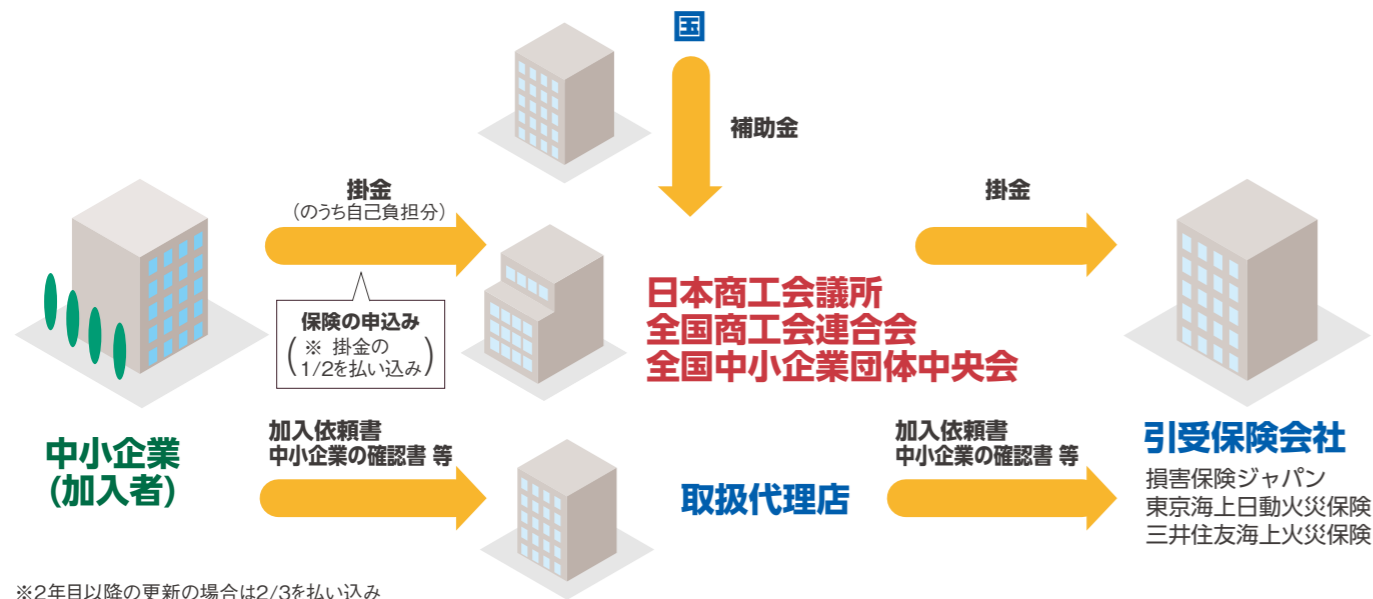 国
補助金
掛金
(のうち自己負担分)
掛金
保険の申込み
(※ 掛金の
1/2を払い込み)
日本商工会議所
全国商工会連合会
全国中小企業団体中央会
中小企業
(加入者)
加入依頼書
中小企業の確認書 等
取扱代理店
加入依頼書
中小企業の確認書 等
引受保険会社
損害保険ジャパン
東京海上日動火災保険
三井住友海上火災保険
※2年目以降の更新の場合は2/3を払い込み